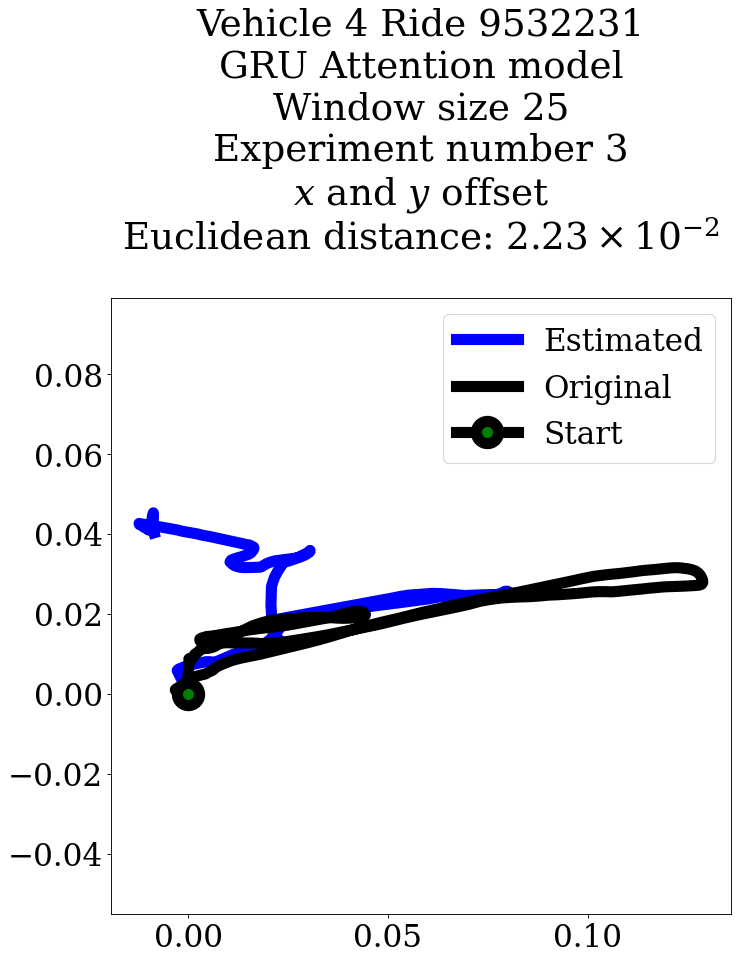 Vehicle 4 Ride 9532231
GRU Attention model
Window size 25
Experiment number 3
x and y offset
Euclidean distance: 2.23 × 10⁻²
Estimated
Original
Start
0.08
0.06
0.04
0.02
0.00
−0.02
−0.04
0.00 0.05 0.10